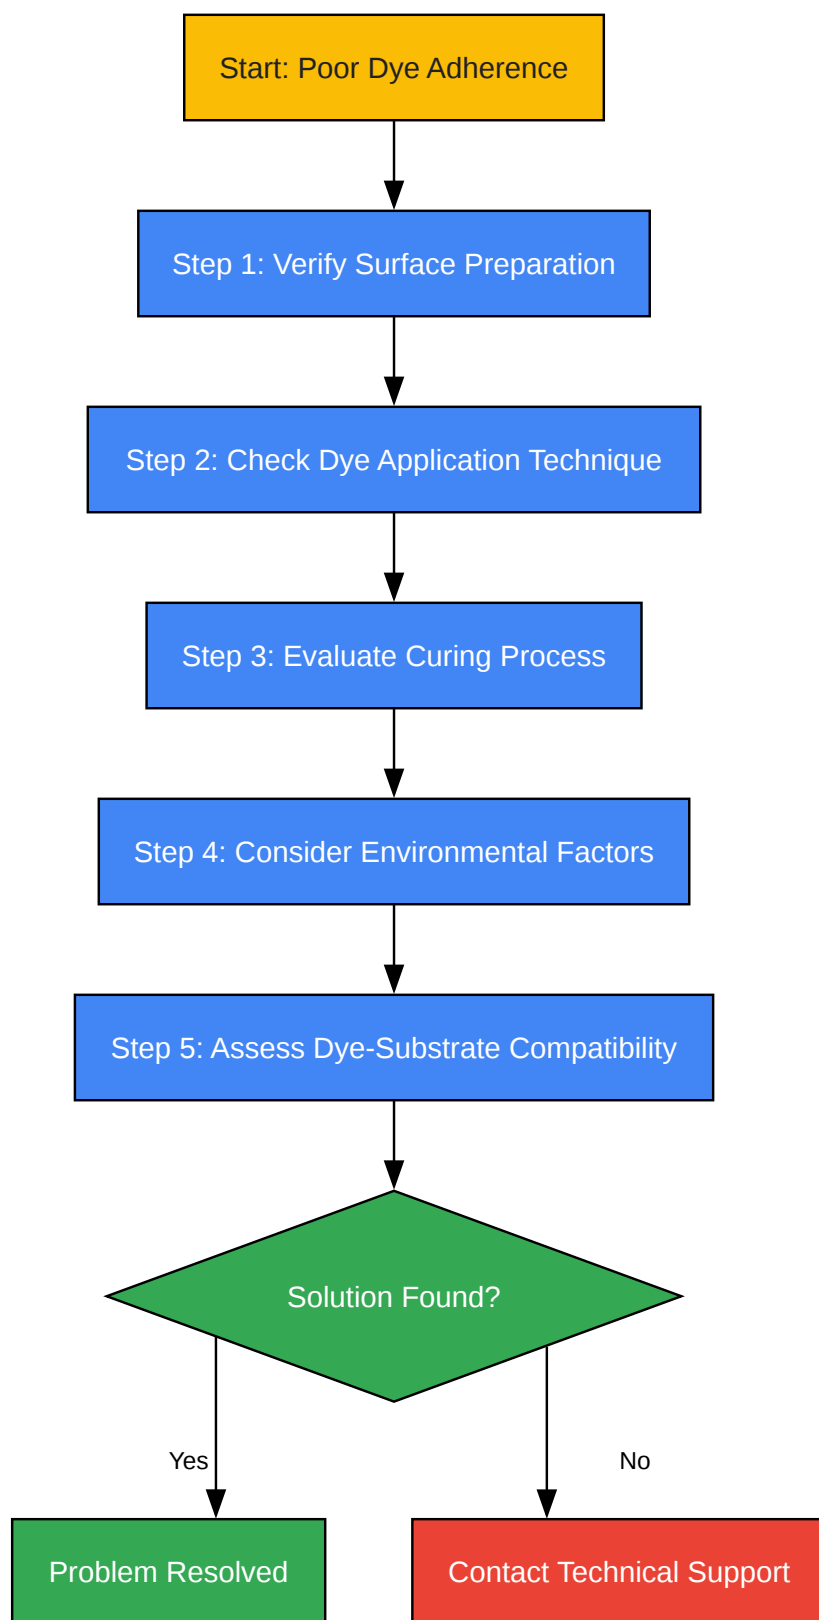 Start: Poor Dye Adherence
Step 1: Verify Surface Preparation
Step 2: Check Dye Application Technique
Step 3: Evaluate Curing Process
Step 4: Consider Environmental Factors
Step 5: Assess Dye-Substrate Compatibility
Solution Found?
Yes
No
Problem Resolved
Contact Technical Support